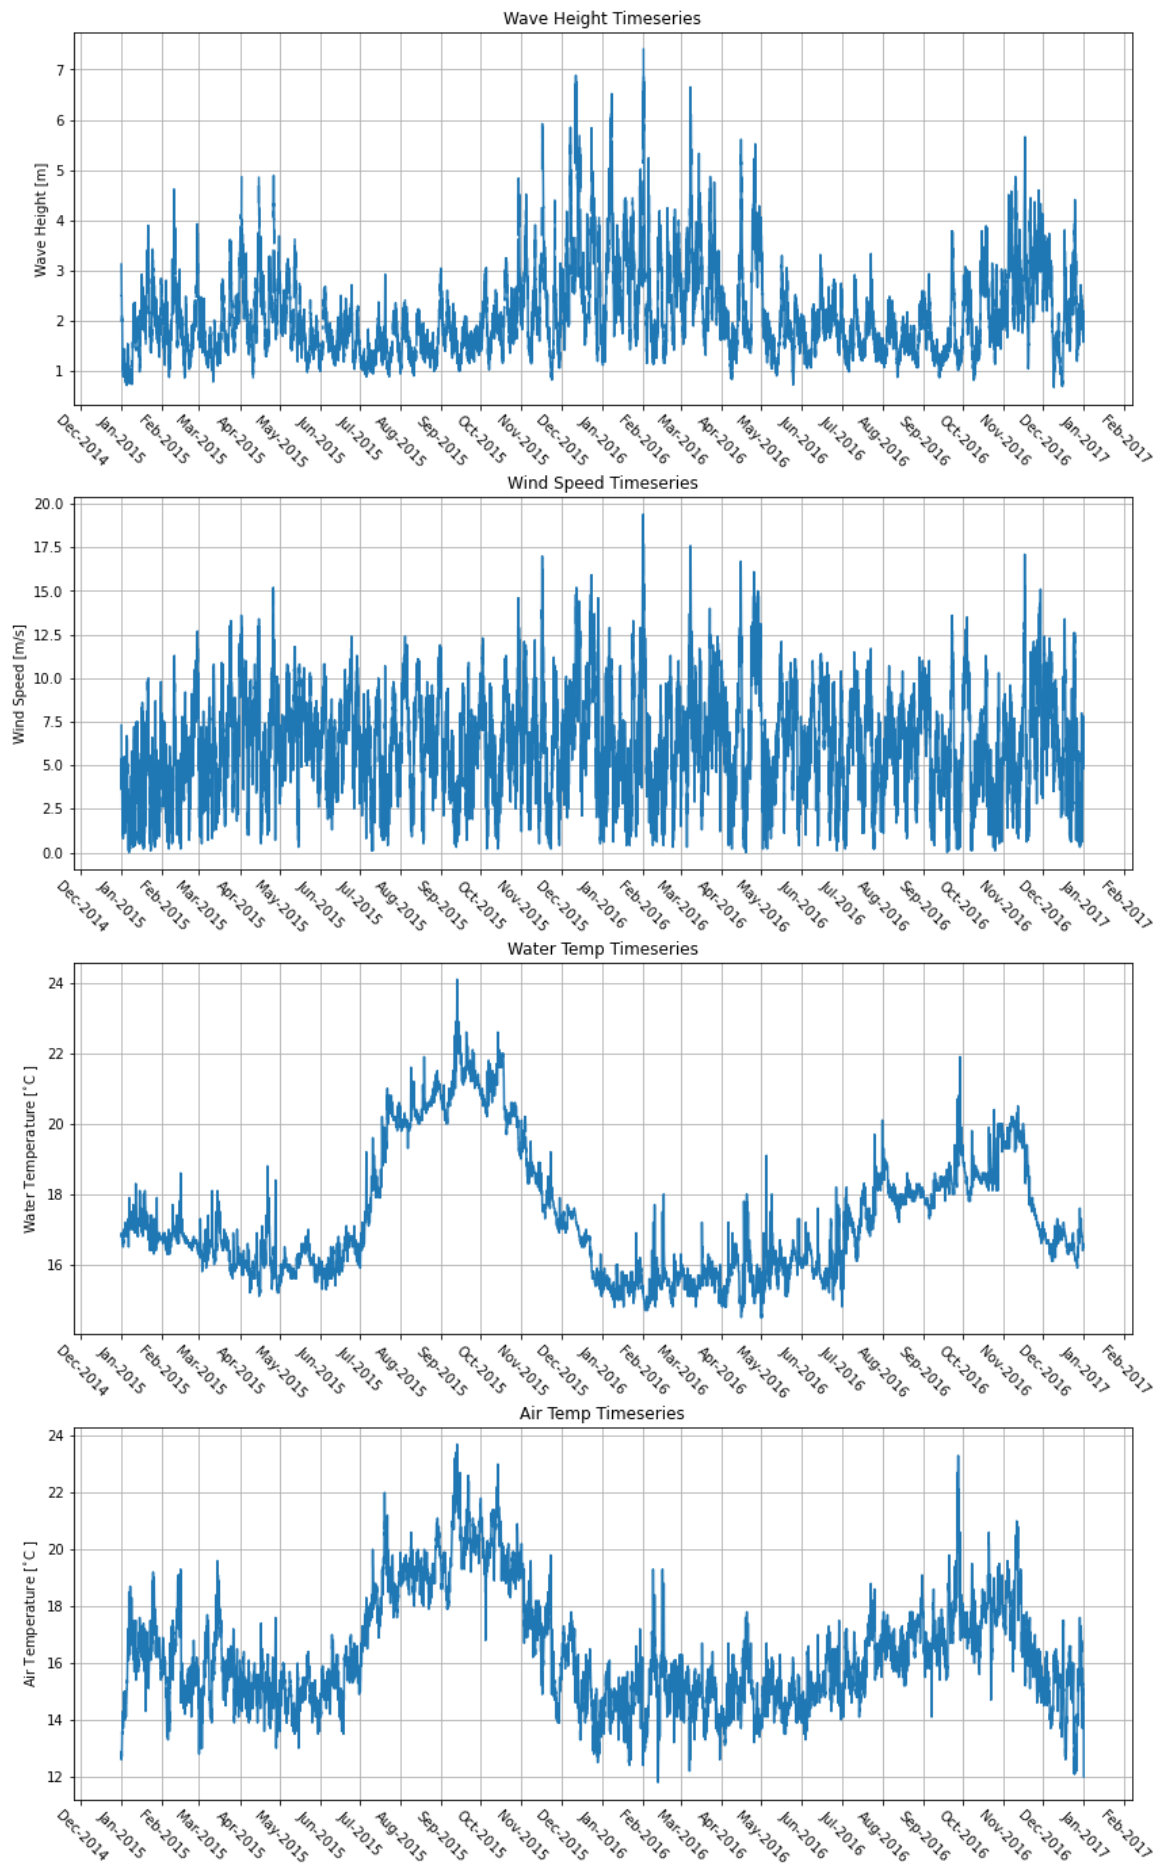 Wave Height Timeseries
Wave Height [m]
7
6
5
4
3
2
1
Dec-2014 Jan-2015 Feb-2015 Mar-2015 Apr-2015 May-2015 Jun-2015 Jul-2015 Aug-2015 Sep-2015 Oct-2015 Nov-2015 Dec-2015 Jan-2016 Feb-2016 Mar-2016 Apr-2016 May-2016 Jun-2016 Jul-2016 Aug-2016 Sep-2016 Oct-2016 Nov-2016 Dec-2016 Jan-2017 Feb-2017
Wind Speed Timeseries
Wind Speed [m/s]
20.0
17.5
15.0
12.5
10.0
7.5
5.0
2.5
0.0
Dec-2014 Jan-2015 Feb-2015 Mar-2015 Apr-2015 May-2015 Jun-2015 Jul-2015 Aug-2015 Sep-2015 Oct-2015 Nov-2015 Dec-2015 Jan-2016 Feb-2016 Mar-2016 Apr-2016 May-2016 Jun-2016 Jul-2016 Aug-2016 Sep-2016 Oct-2016 Nov-2016 Dec-2016 Jan-2017 Feb-2017
Water Temp Timeseries
Water Temperature [˚C ]
24
22
20
18
16
Dec-2014 Jan-2015 Feb-2015 Mar-2015 Apr-2015 May-2015 Jun-2015 Jul-2015 Aug-2015 Sep-2015 Oct-2015 Nov-2015 Dec-2015 Jan-2016 Feb-2016 Mar-2016 Apr-2016 May-2016 Jun-2016 Jul-2016 Aug-2016 Sep-2016 Oct-2016 Nov-2016 Dec-2016 Jan-2017 Feb-2017
Air Temp Timeseries
Air Temperature [˚C ]
24
22
20
18
16
14
12
Dec-2014 Jan-2015 Feb-2015 Mar-2015 Apr-2015 May-2015 Jun-2015 Jul-2015 Aug-2015 Sep-2015 Oct-2015 Nov-2015 Dec-2015 Jan-2016 Feb-2016 Mar-2016 Apr-2016 May-2016 Jun-2016 Jul-2016 Aug-2016 Sep-2016 Oct-2016 Nov-2016 Dec-2016 Jan-2017 Feb-2017